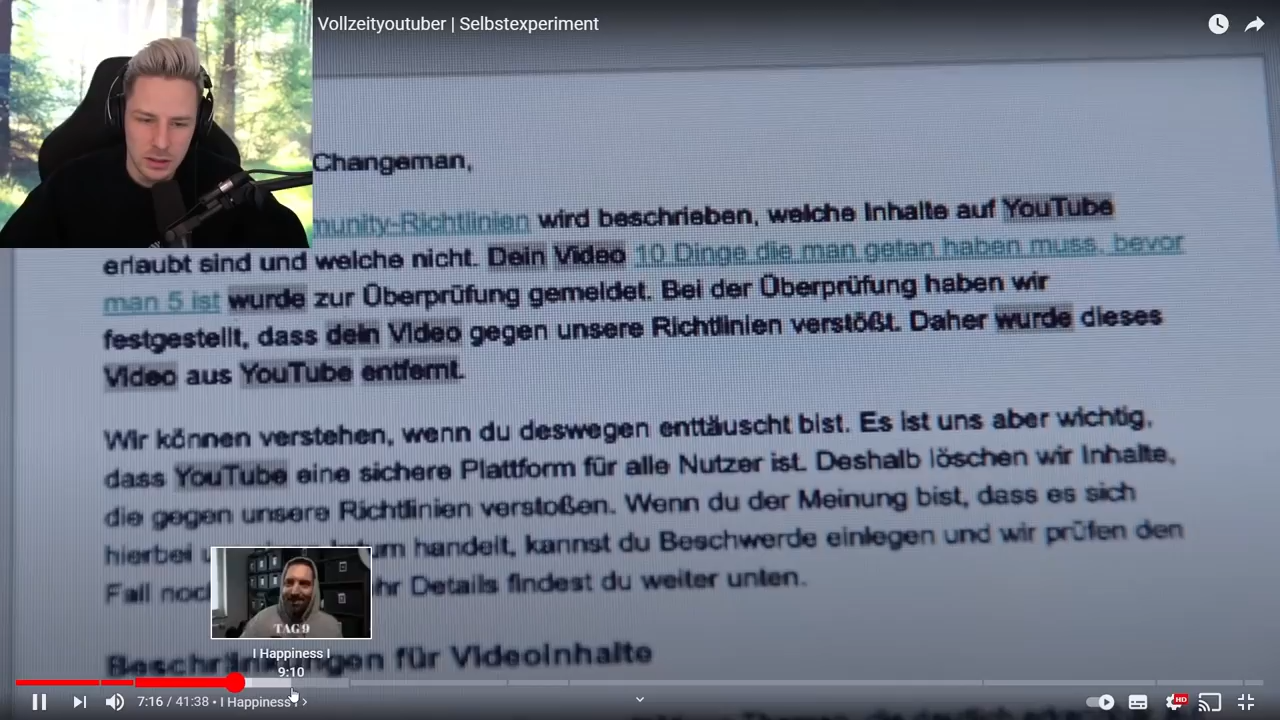 Vollzeityoutuber | Selbstexperiment
Changeman,
munity-Richtlinien wird beschrieben, welche Inhalte auf YouTube
erlaubt sind und welche nicht. Dein Video 10 Dinge die man getan haben muss, bevor
man 5 ist wurde zur Überprüfung gemeldet. Bei der Überprüfung haben wir
festgestellt, dass dein Video gegen unsere Richtlinien verstößt. Daher wurde dieses
Video aus YouTube entfernt.
Wir können verstehen, wenn du deswegen enttäuscht bist. Es ist uns aber wichtig,
dass YouTube eine sichere Plattform für alle Nutzer ist. Deshalb löschen wir Inhalte,
die gegen unsere Richtlinien verstoßen. Wenn du der Meinung bist, dass es sich
hierbei handelt, kannst du Beschwerde einlegen und wir prüfen den
Fall Details findest du weiter unten.
TAG 9
I Happiness I
9:10
für Videoinhalte
7:16 / 41:38 • I Happiness
HD